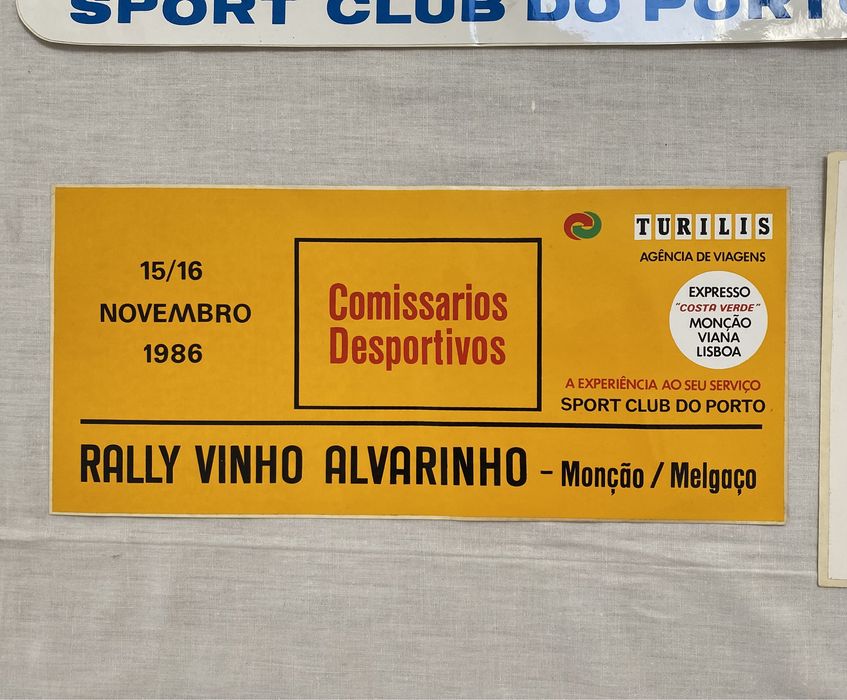 SPORT CLUB DO PORTO
15/16
NOVEMBRO
1986
Comissarios
Desportivos
TURILIS
AGÊNCIA DE VIAGENS
EXPRESSO
"COSTA VERDE"
MONÇÃO
VIANA
LISBOA
A EXPERIÊNCIA AO SEU SERVIÇO
SPORT CLUB DO PORTO
RALLY VINHO ALVARINHO - Monção / Melgaço